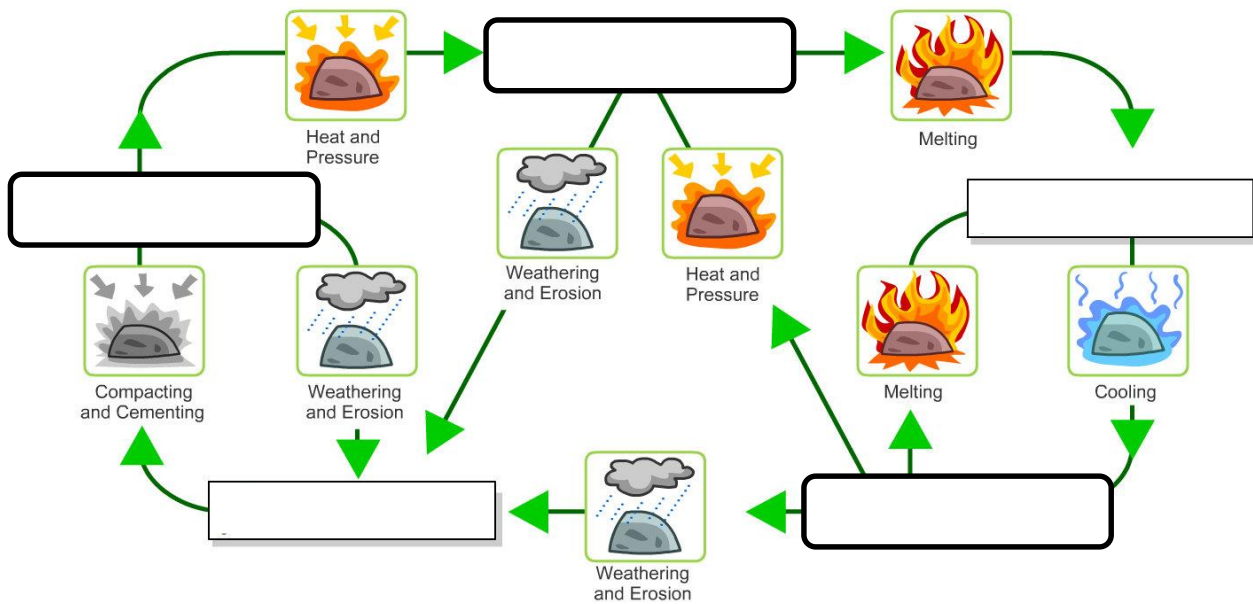 Heat and
Pressure
Melting
Weathering
and Erosion
Heat and
Pressure
Compacting
and Cementing
Weathering
and Erosion
Melting
Cooling
Weathering
and Erosion